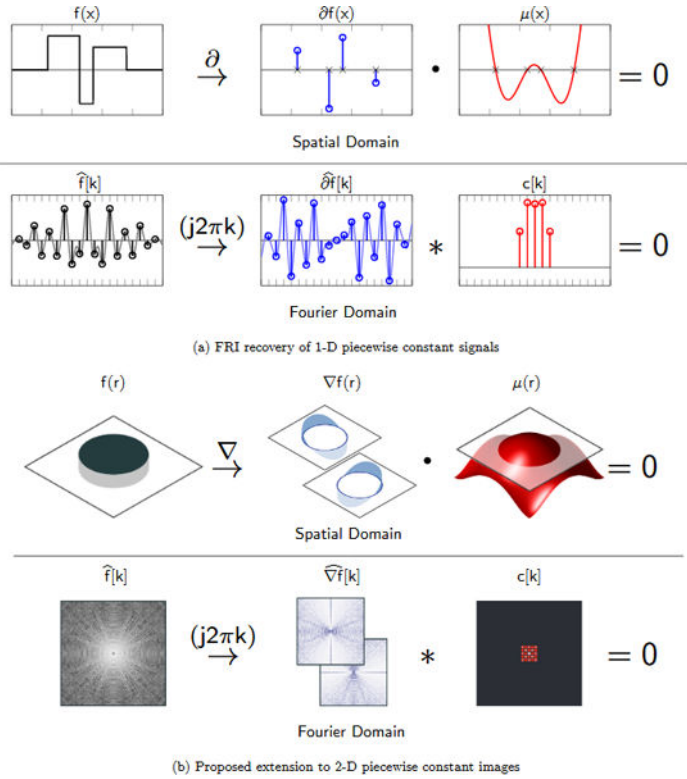 f(x) ∂f(x) μ(x)
∂ → • = 0
Spatial Domain
f̂[k] ∂̂f[k] c[k]
(j2πk) → ∗ = 0
Fourier Domain
(a) FRI recovery of 1-D piecewise constant signals
f(r) ∇f(r) μ(r)
∇ → • = 0
Spatial Domain
f̂[k] ∇̂f[k] c[k]
(j2πk) → ∗ = 0
Fourier Domain
(b) Proposed extension to 2-D piecewise constant images